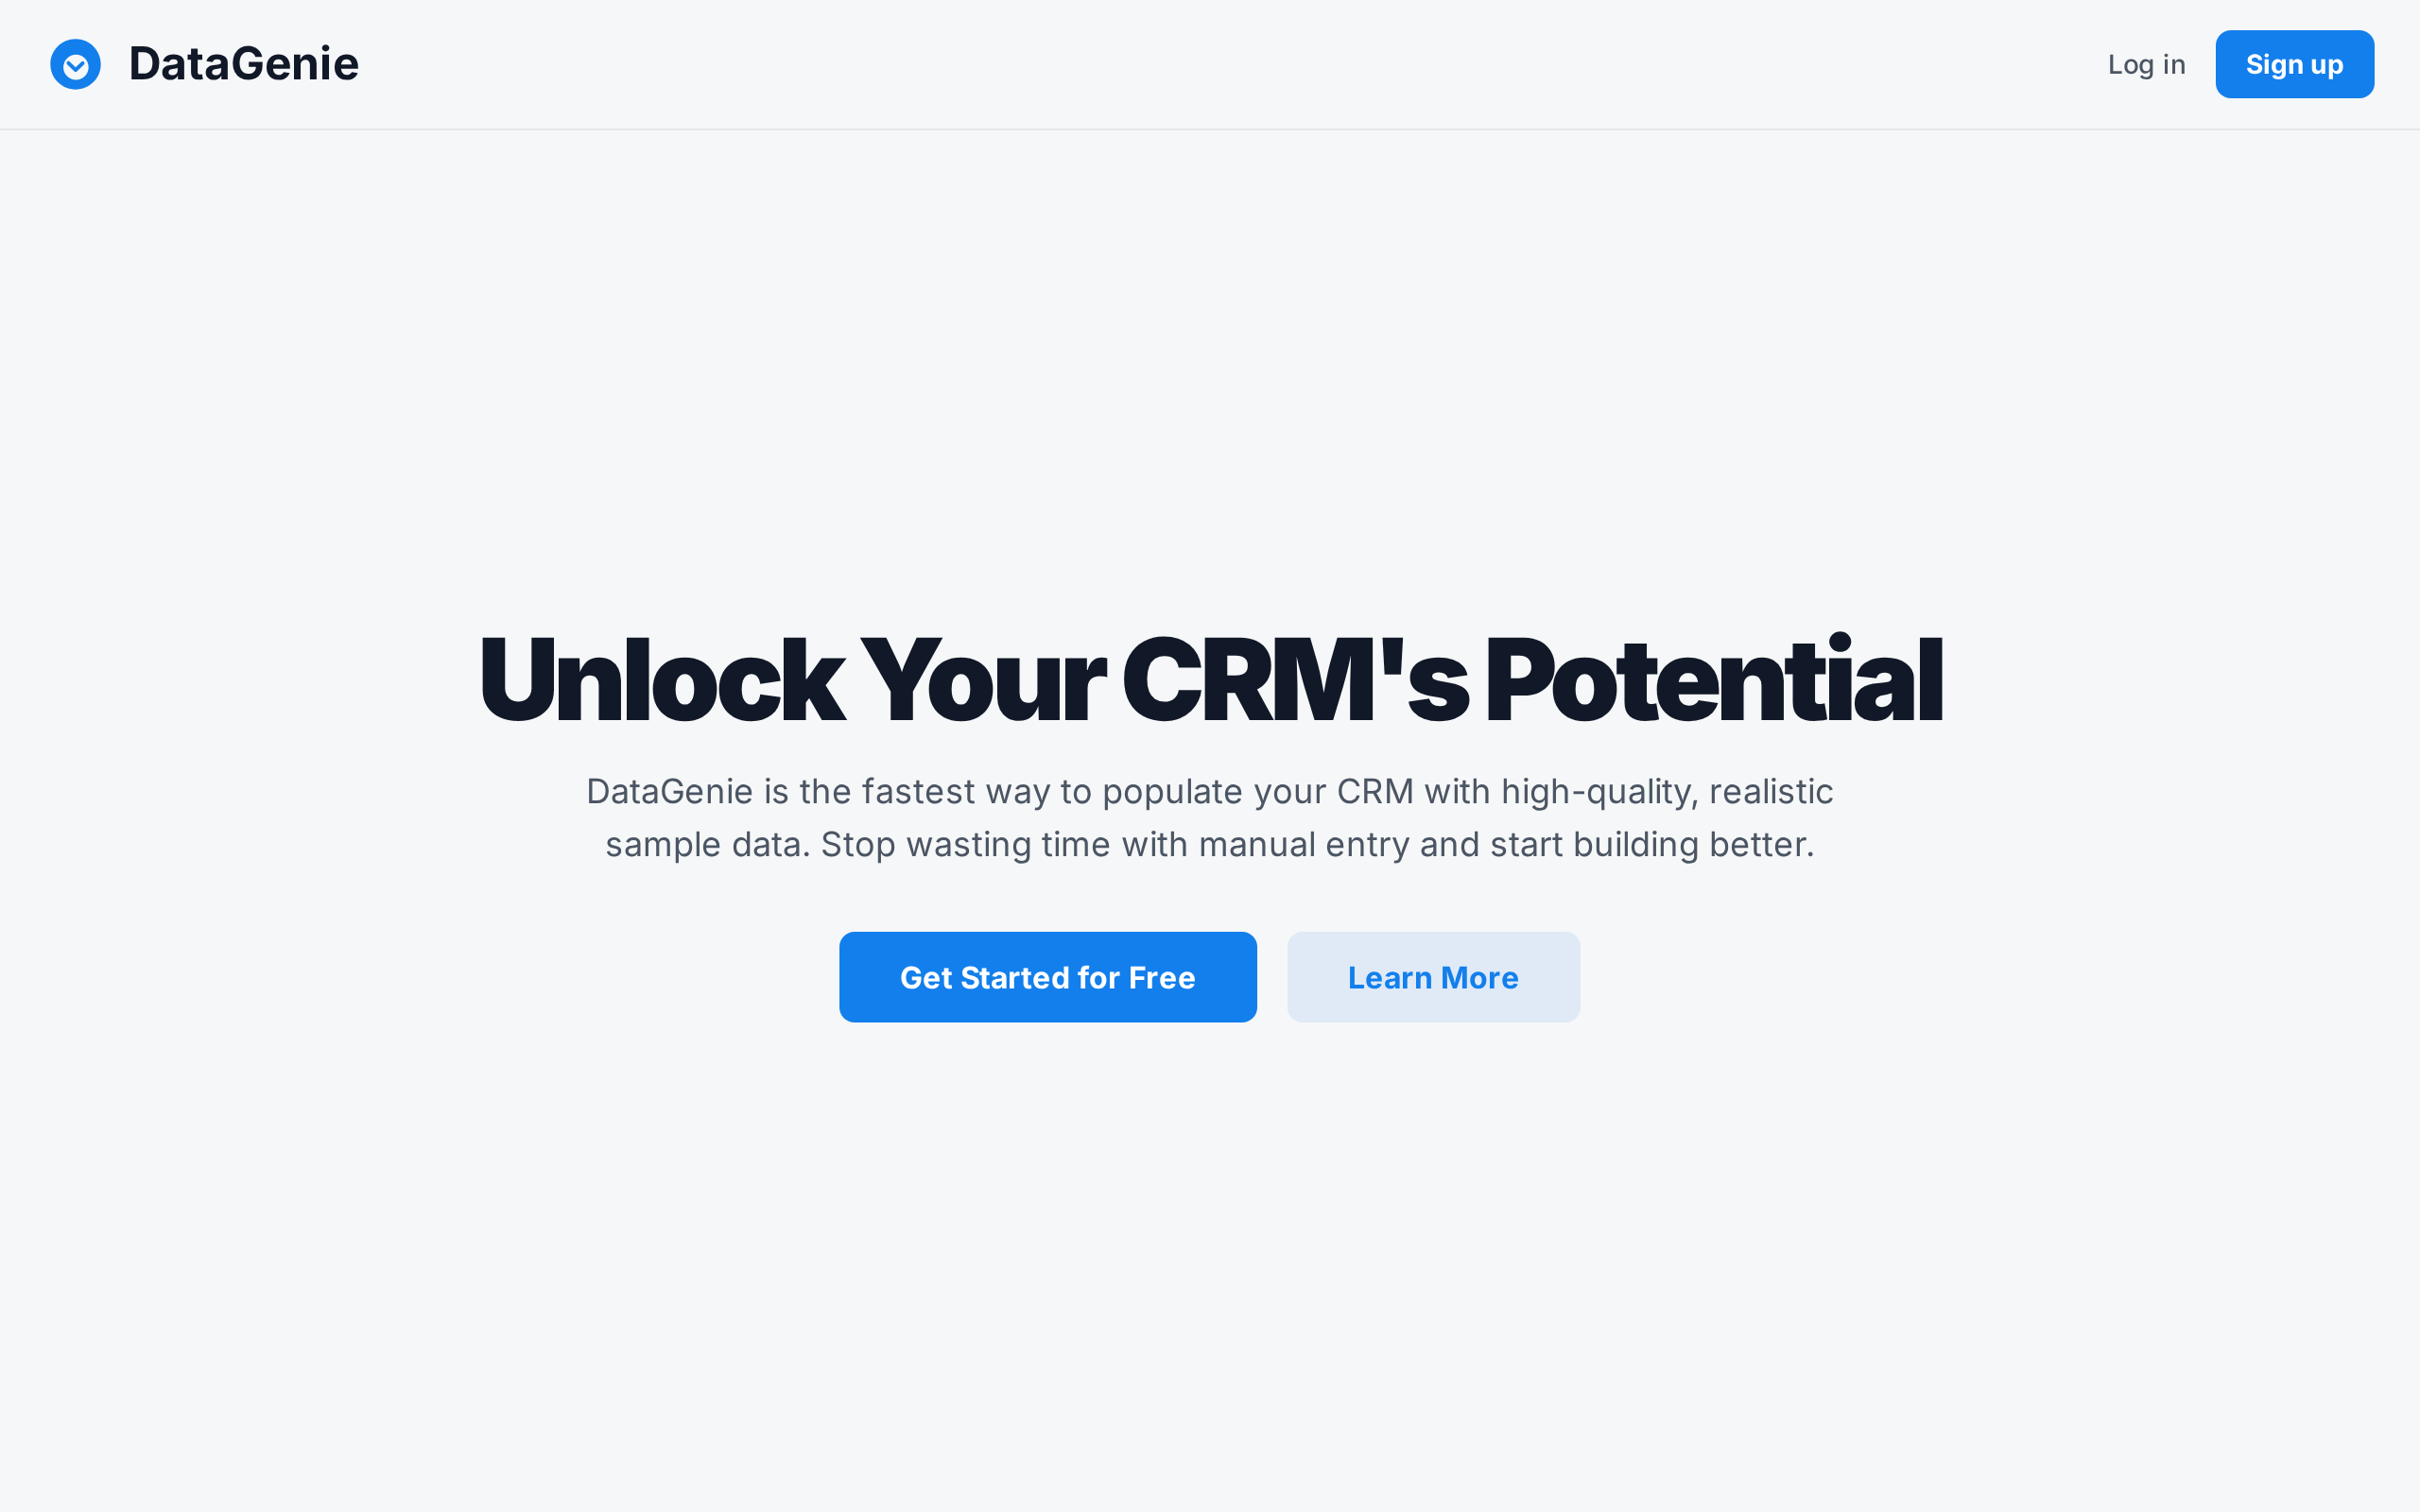 DataGenie
Log in
Sign up
Unlock Your CRM's Potential
DataGenie is the fastest way to populate your CRM with high-quality, realistic
sample data. Stop wasting time with manual entry and start building better.
Get Started for Free
Learn More